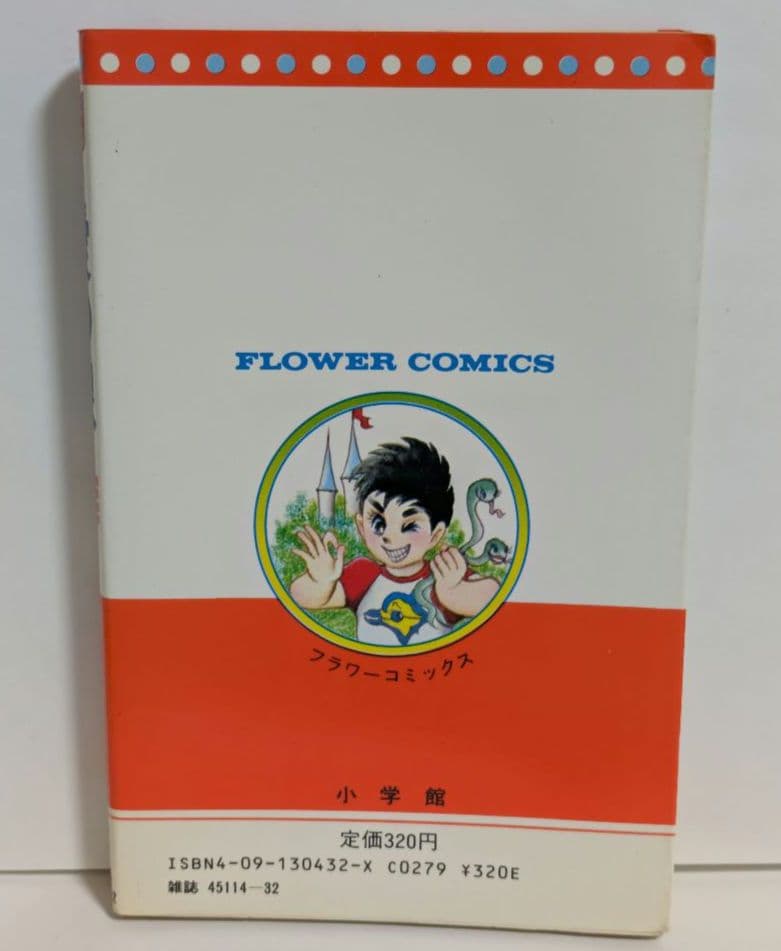 FLOWER COMICS
フラワーコミックス
小学館
定価320円
ISBN4-09-130432-X C0279 ¥320E
雑誌 45114-32